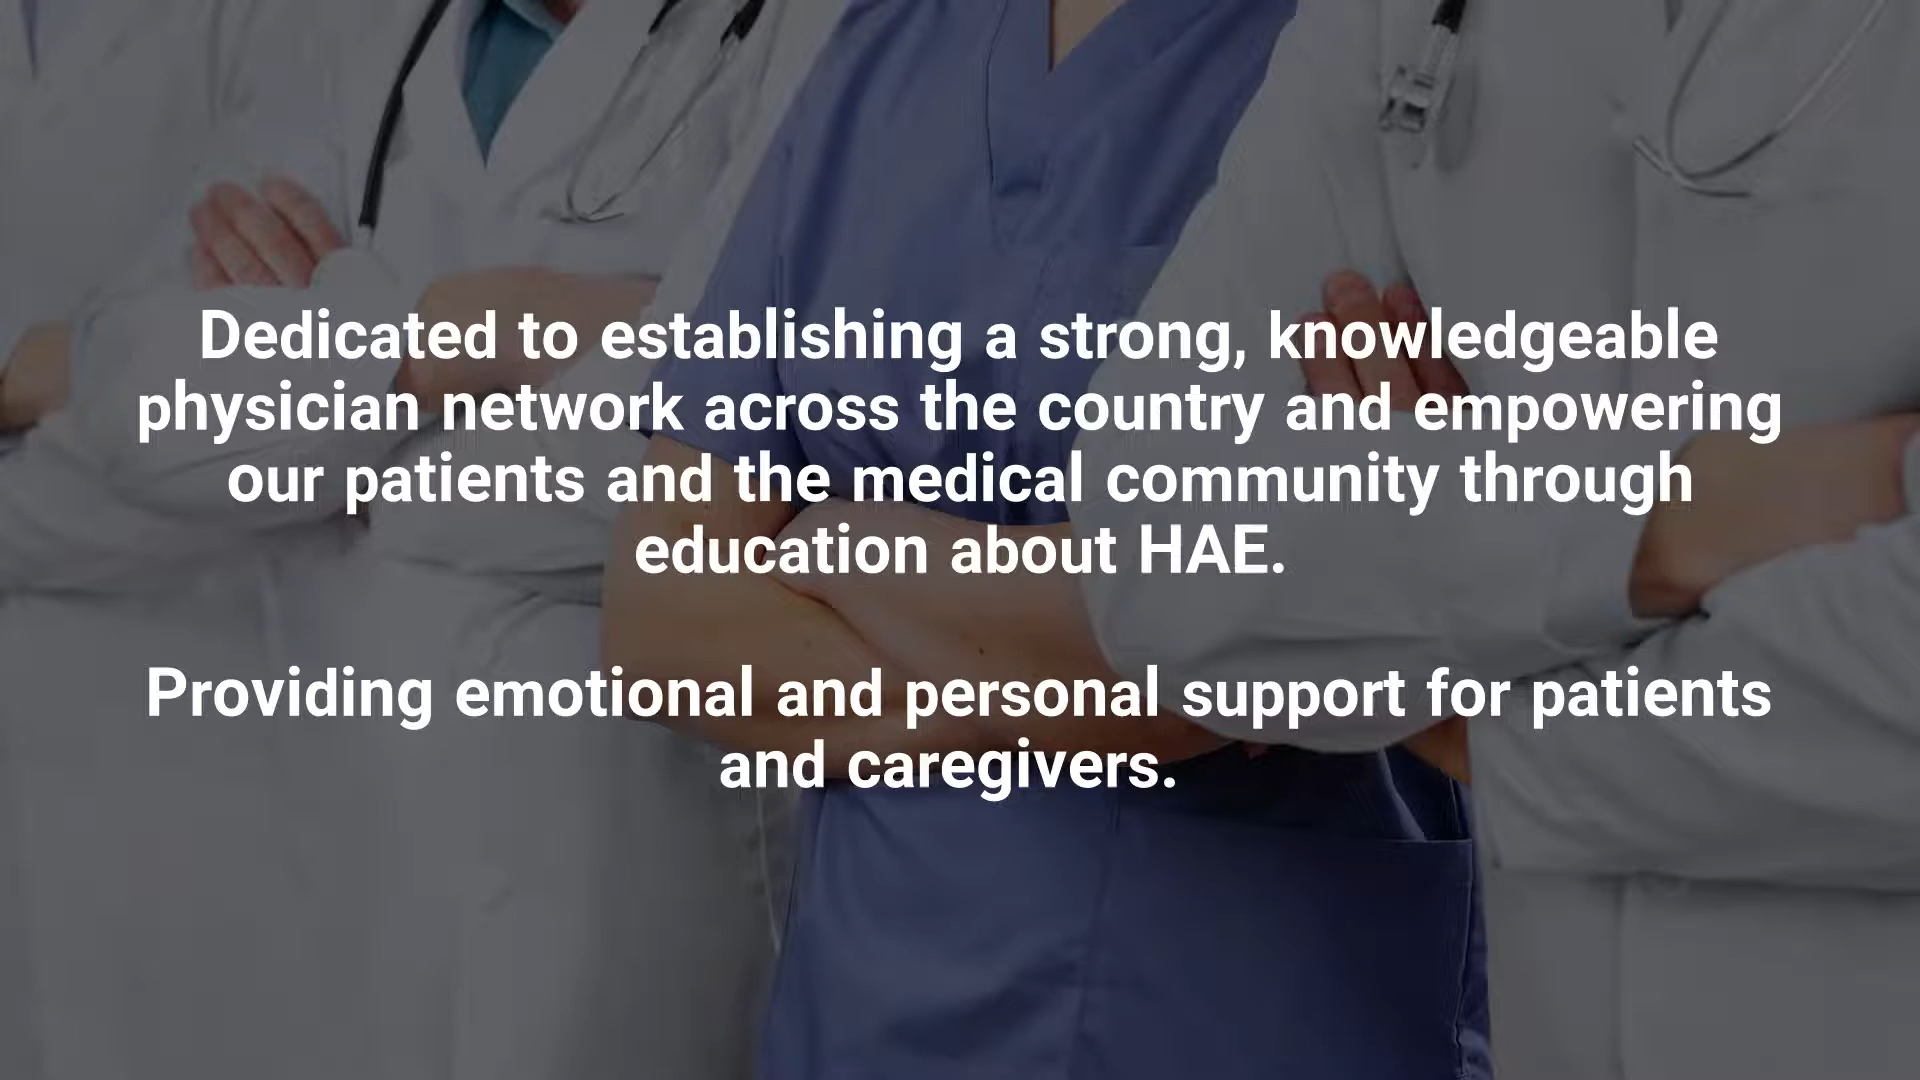 Dedicated to establishing a strong, knowledgeable
physician network across the country and empowering
our patients and the medical community through
education about HAE.
Providing emotional and personal support for patients
and caregivers.